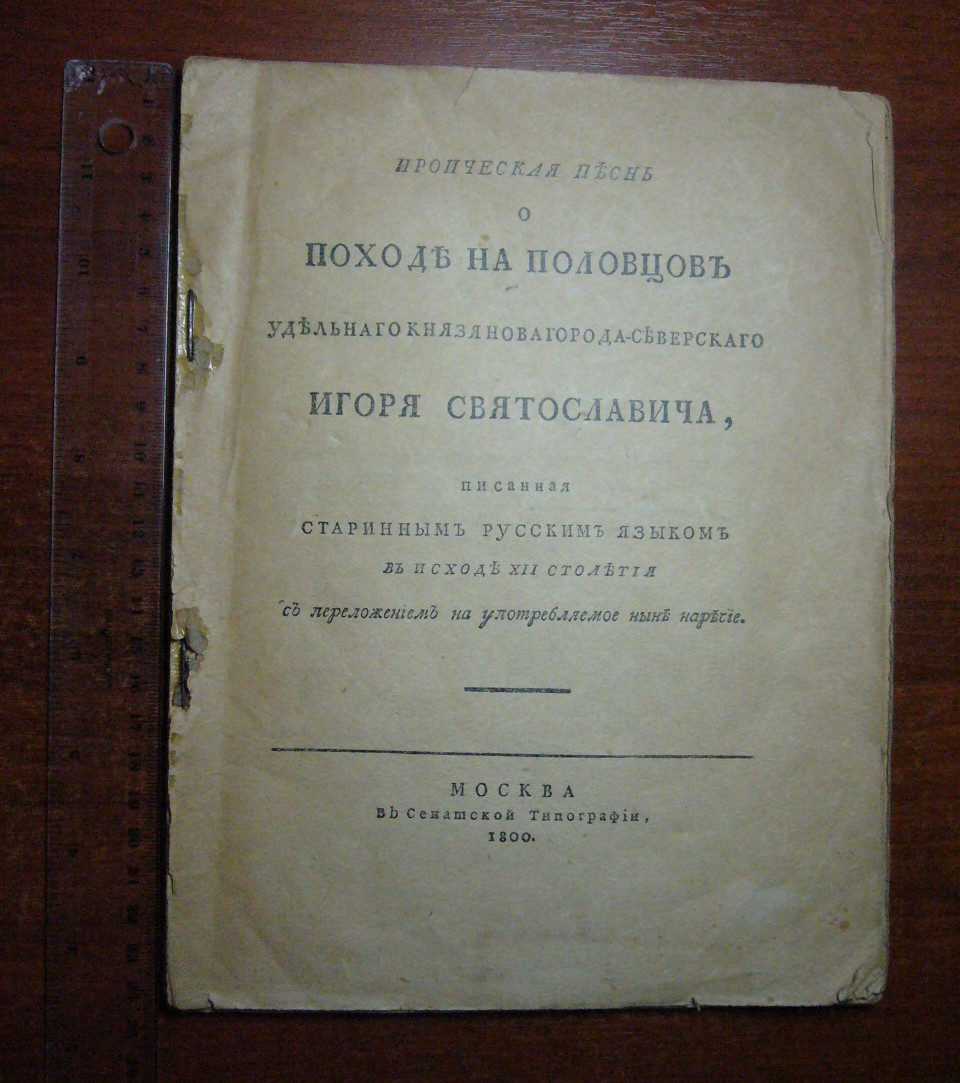 ИРОИЧЕСКАЯ ПѢСНЬ
О
ПОХОДѢ НА ПОЛОВЦОВЪ
УДѢЛЬНАГО КНЯЗЯ НОВАГОРОДА-СѢВЕРСКАГО
ИГОРЯ СВЯТОСЛАВИЧА,
писанная
СТАРИННЫМЪ РУССКИМЪ ЯЗЫКОМЪ
ВЪ ИСХОДѢ XII СТОЛѢТІЯ
съ переложеніемъ на употребляемое нынѣ нарѣчіе.
МОСКВА
Въ Сенатской Типографіи,
1800.